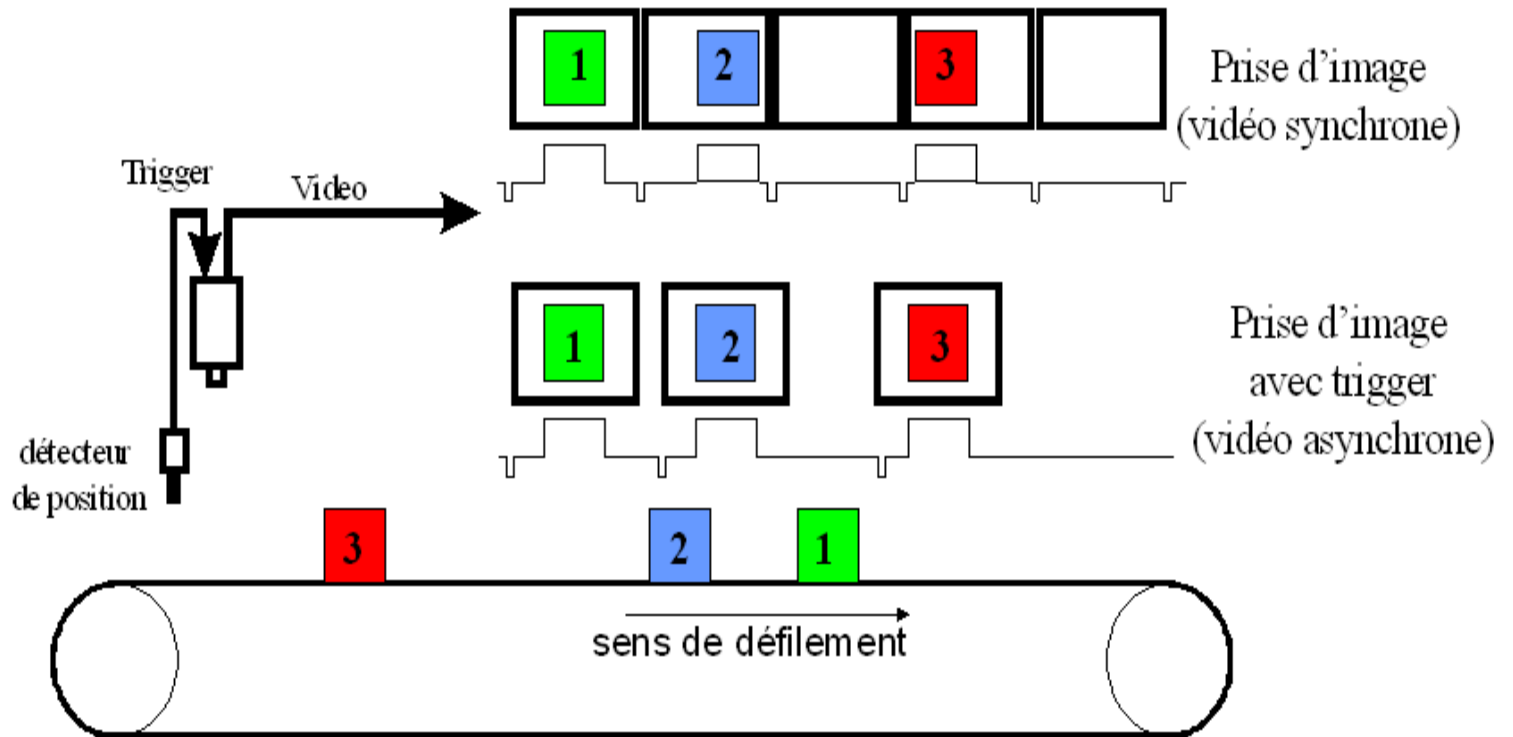 1 2 3
Prise d'image
(vidéo synchrone)
Trigger
Video
1 2 3
Prise d'image
avec trigger
(vidéo asynchrone)
détecteur
de position
3 2 1
sens de défilement